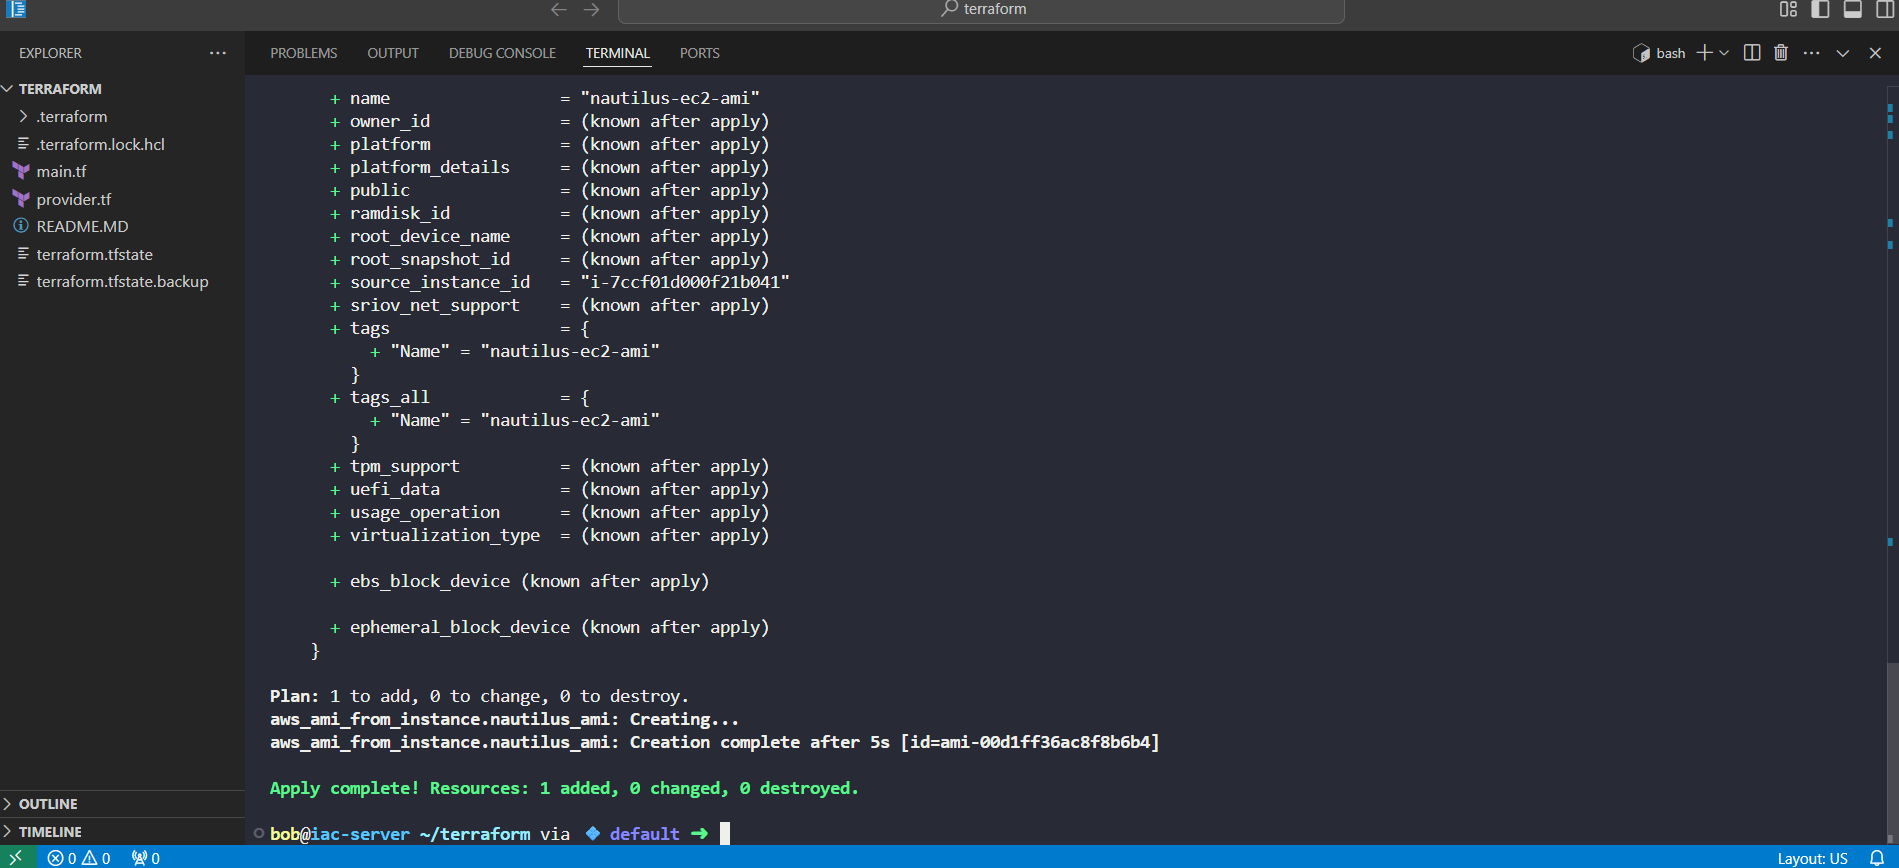 terraform
EXPLORER
TERRAFORM
.terraform
.terraform.lock.hcl
main.tf
provider.tf
README.MD
terraform.tfstate
terraform.tfstate.backup
OUTLINE
TIMELINE
PROBLEMS OUTPUT DEBUG CONSOLE TERMINAL PORTS
bash
+ name = "nautilus-ec2-ami"
+ owner_id = (known after apply)
+ platform = (known after apply)
+ platform_details = (known after apply)
+ public = (known after apply)
+ ramdisk_id = (known after apply)
+ root_device_name = (known after apply)
+ root_snapshot_id = (known after apply)
+ source_instance_id = "i-7ccf01d000f21b041"
+ sriov_net_support = (known after apply)
+ tags = {
+ "Name" = "nautilus-ec2-ami"
}
+ tags_all = {
+ "Name" = "nautilus-ec2-ami"
}
+ tpm_support = (known after apply)
+ uefi_data = (known after apply)
+ usage_operation = (known after apply)
+ virtualization_type = (known after apply)
+ ebs_block_device (known after apply)
+ ephemeral_block_device (known after apply)
}
Plan: 1 to add, 0 to change, 0 to destroy.
aws_ami_from_instance.nautilus_ami: Creating...
aws_ami_from_instance.nautilus_ami: Creation complete after 5s [id=ami-00d1ff36ac8f8b6b4]
Apply complete! Resources: 1 added, 0 changed, 0 destroyed.
bob@iac-server ~/terraform via default ➜
0 0 0
Layout: US